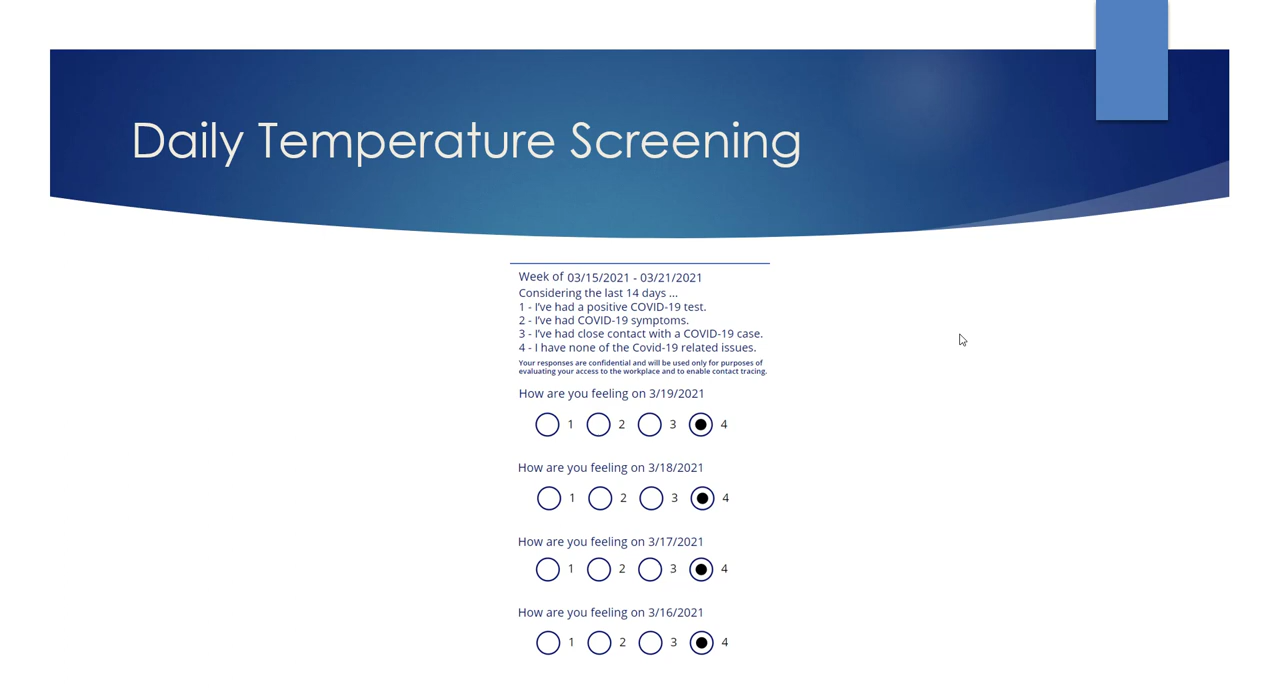 Daily Temperature Screening
Week of 03/15/2021 - 03/21/2021
Considering the last 14 days ...
1 - I've had a positive COVID-19 test.
2 - I've had COVID-19 symptoms.
3 - I've had close contact with a COVID-19 case.
4 - I have none of the Covid-19 related issues.
Your responses are confidential and will be used only for purposes of
evaluating your access to the workplace and to enable contact tracing.
How are you feeling on 3/19/2021
1 2 3 4
How are you feeling on 3/18/2021
1 2 3 4
How are you feeling on 3/17/2021
1 2 3 4
How are you feeling on 3/16/2021
1 2 3 4